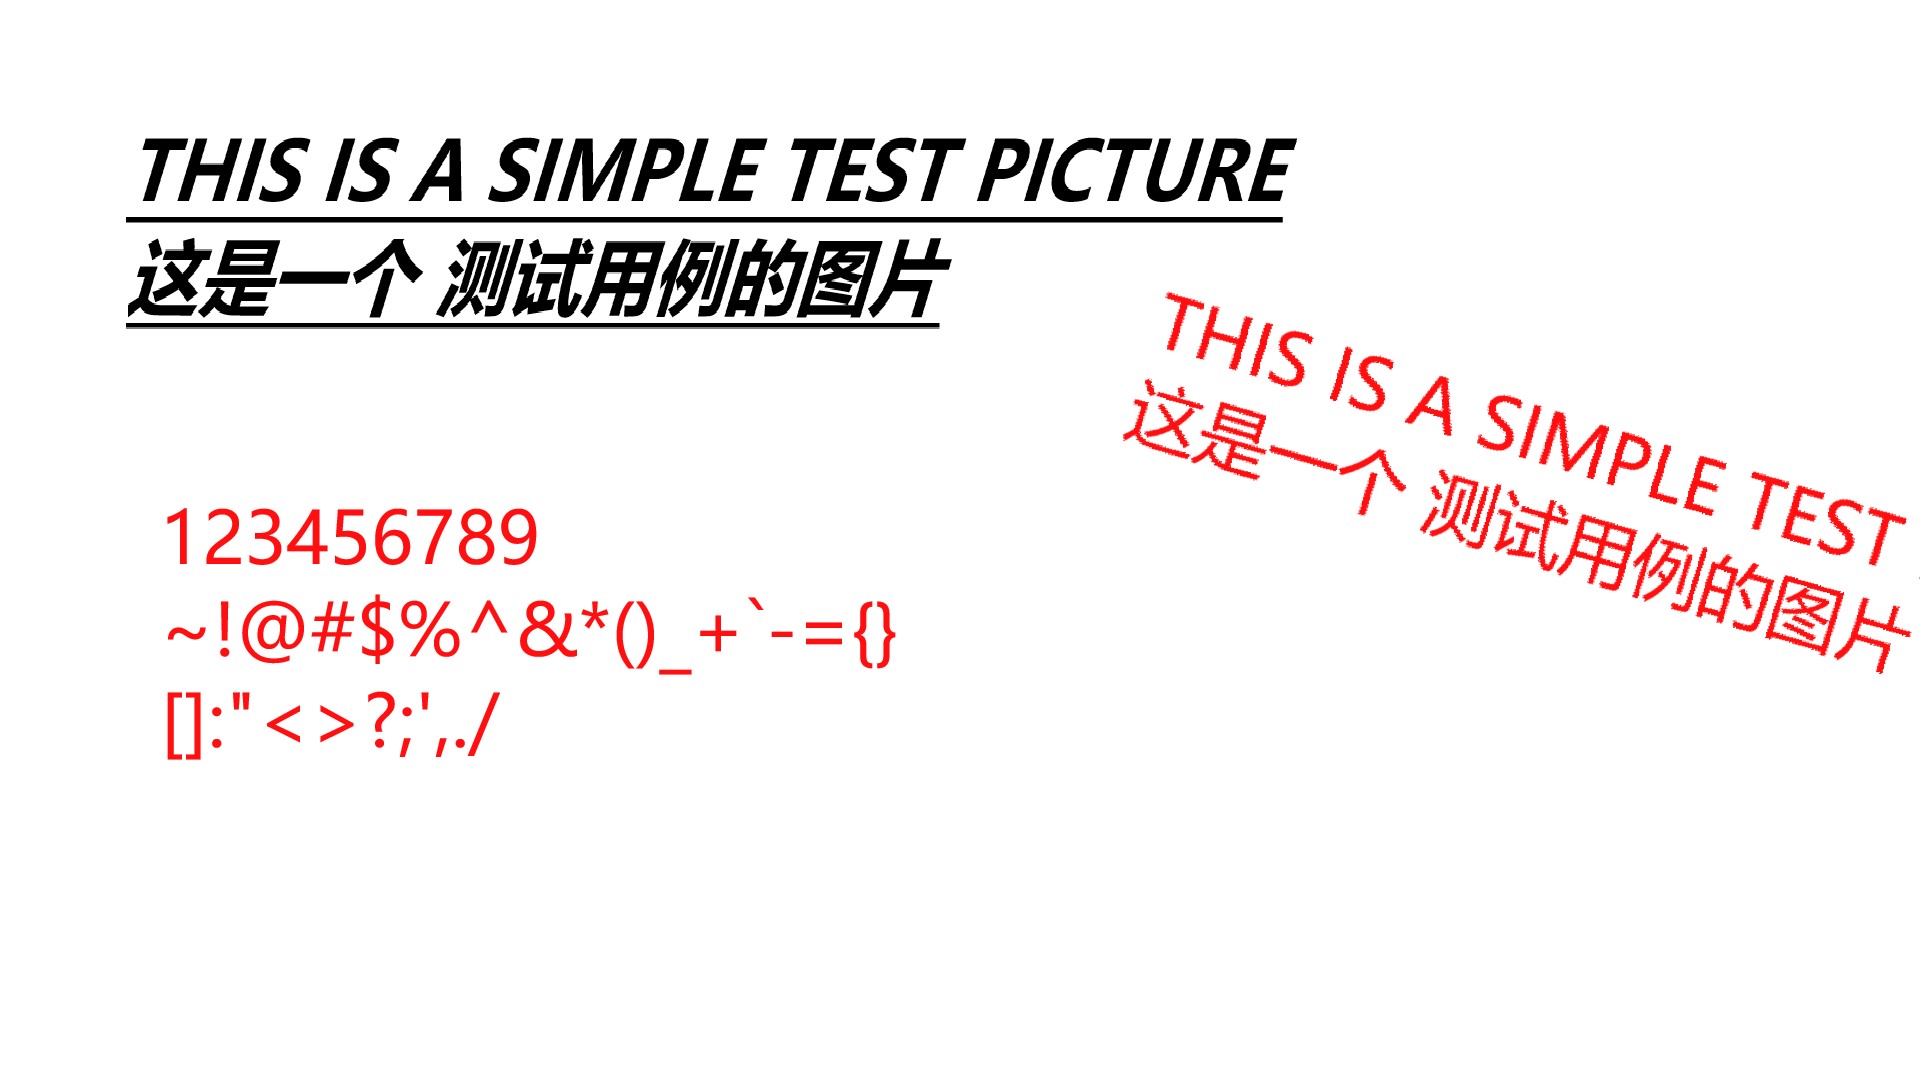 THIS IS A SIMPLE TEST PICTURE
这是一个 测试用例的图片
THIS IS A SIMPLE TEST
这是一个 测试用例的图片
123456789
~!@#$%^&*()_+`-={}
[]:"<>?;',./